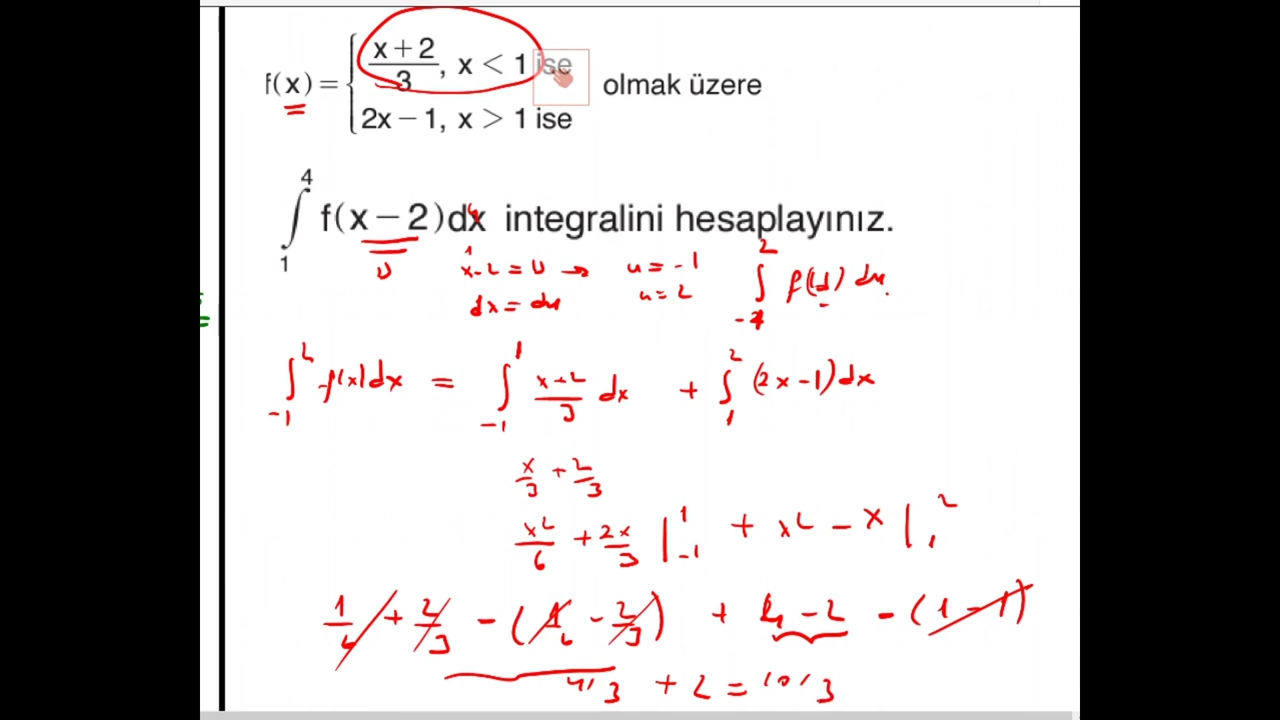 f(x) = { x+2/3, x < 1 ise
2x − 1, x > 1 ise
olmak üzere
∫₁⁴ f(x − 2)dx integralini hesaplayınız.
u
x-2 = u → u = -1
dx = du u = 2
∫₋₁² f(u) du
∫₋₁² f(x)dx = ∫₋₁¹ x+2/3 dx + ∫₁² (2x-1)dx
x/3 + 2/3
x²/6 + 2x/3 |₋₁¹ + x² - x |₁²
1/6 + 2/3 - (1/6 - 2/3) + 4 - 2 - (1-1)
4/3 + 2 = 10/3